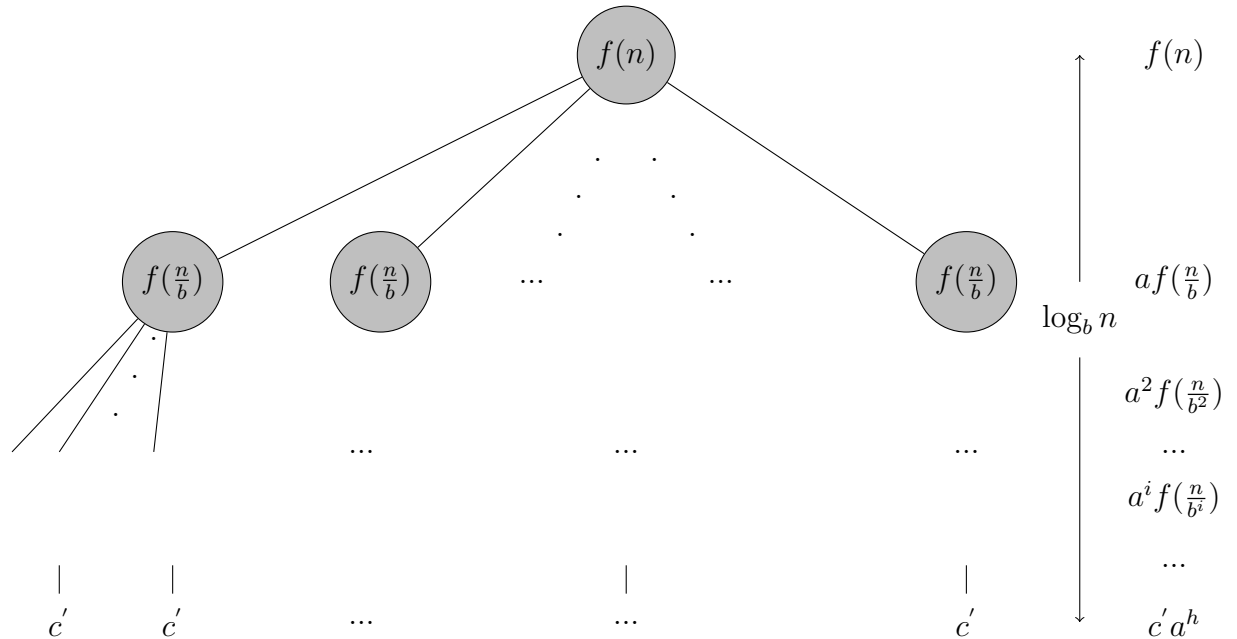 f(n) f(n)
f(n/b) f(n/b) ... ... f(n/b) af(n/b)
log_b n
a^2 f(n/b^2)
... ... ... ...
a^i f(n/b^i)
...
c' c' ... ... c' c'a^h